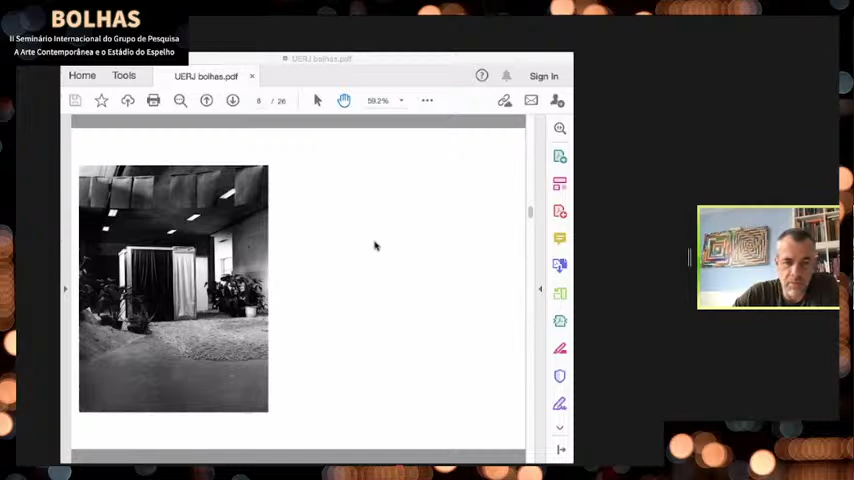 BOLHAS
II Seminário Internacional do Grupo de Pesquisa
A Arte Contemporânea e o Estádio do Espelho
UERJ bolhas.pdf
Home
Tools
UERJ bolhas.pdf
Sign In
8 / 26
59.2%